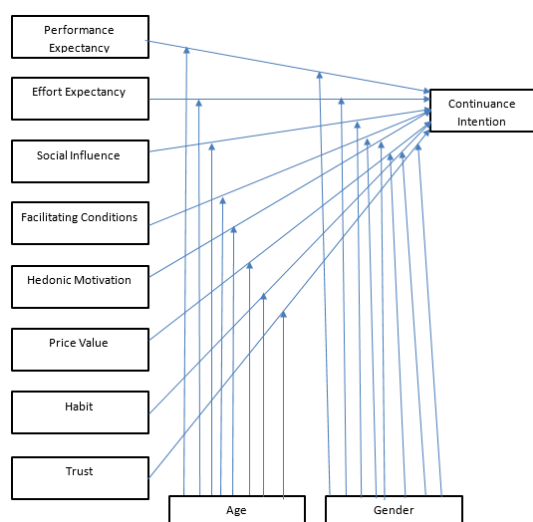 Performance
Expectancy
Effort Expectancy
Continuance
Intention
Social Influence
Facilitating Conditions
Hedonic Motivation
Price Value
Habit
Trust
Age
Gender